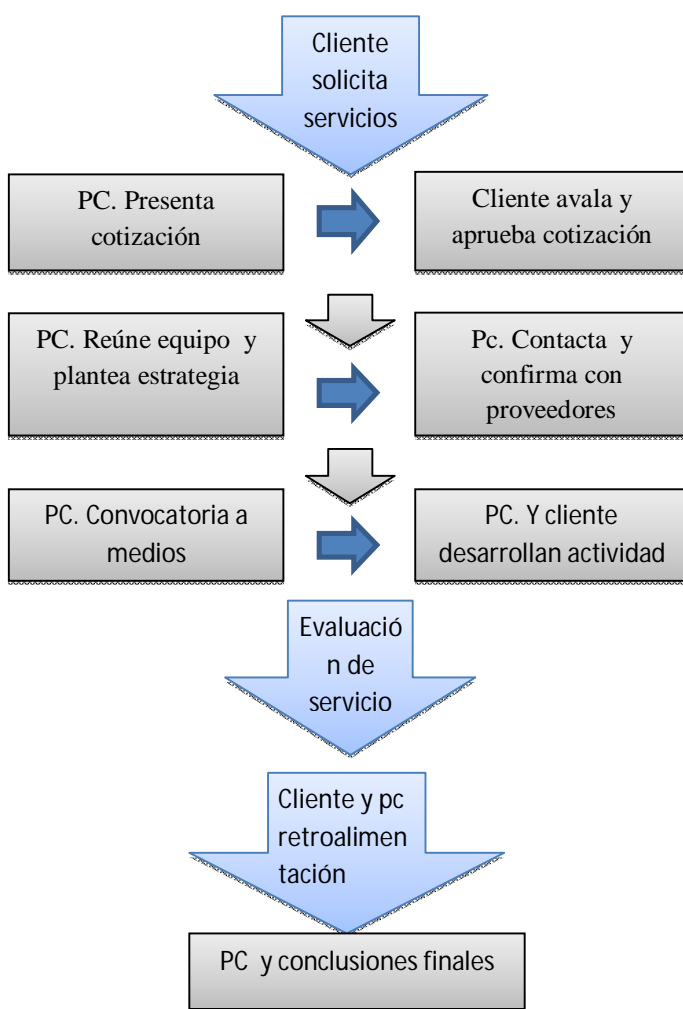 Cliente
solicita
servicios
PC. Presenta
cotización
Cliente avala y
aprueba cotización
PC. Reúne equipo y
plantea estrategia
Pc. Contacta y
confirma con
proveedores
PC. Convocatoria a
medios
PC. Y cliente
desarrollan actividad
Evaluació
n de
servicio
Cliente y pc
retroalimen
tación
PC y conclusiones finales